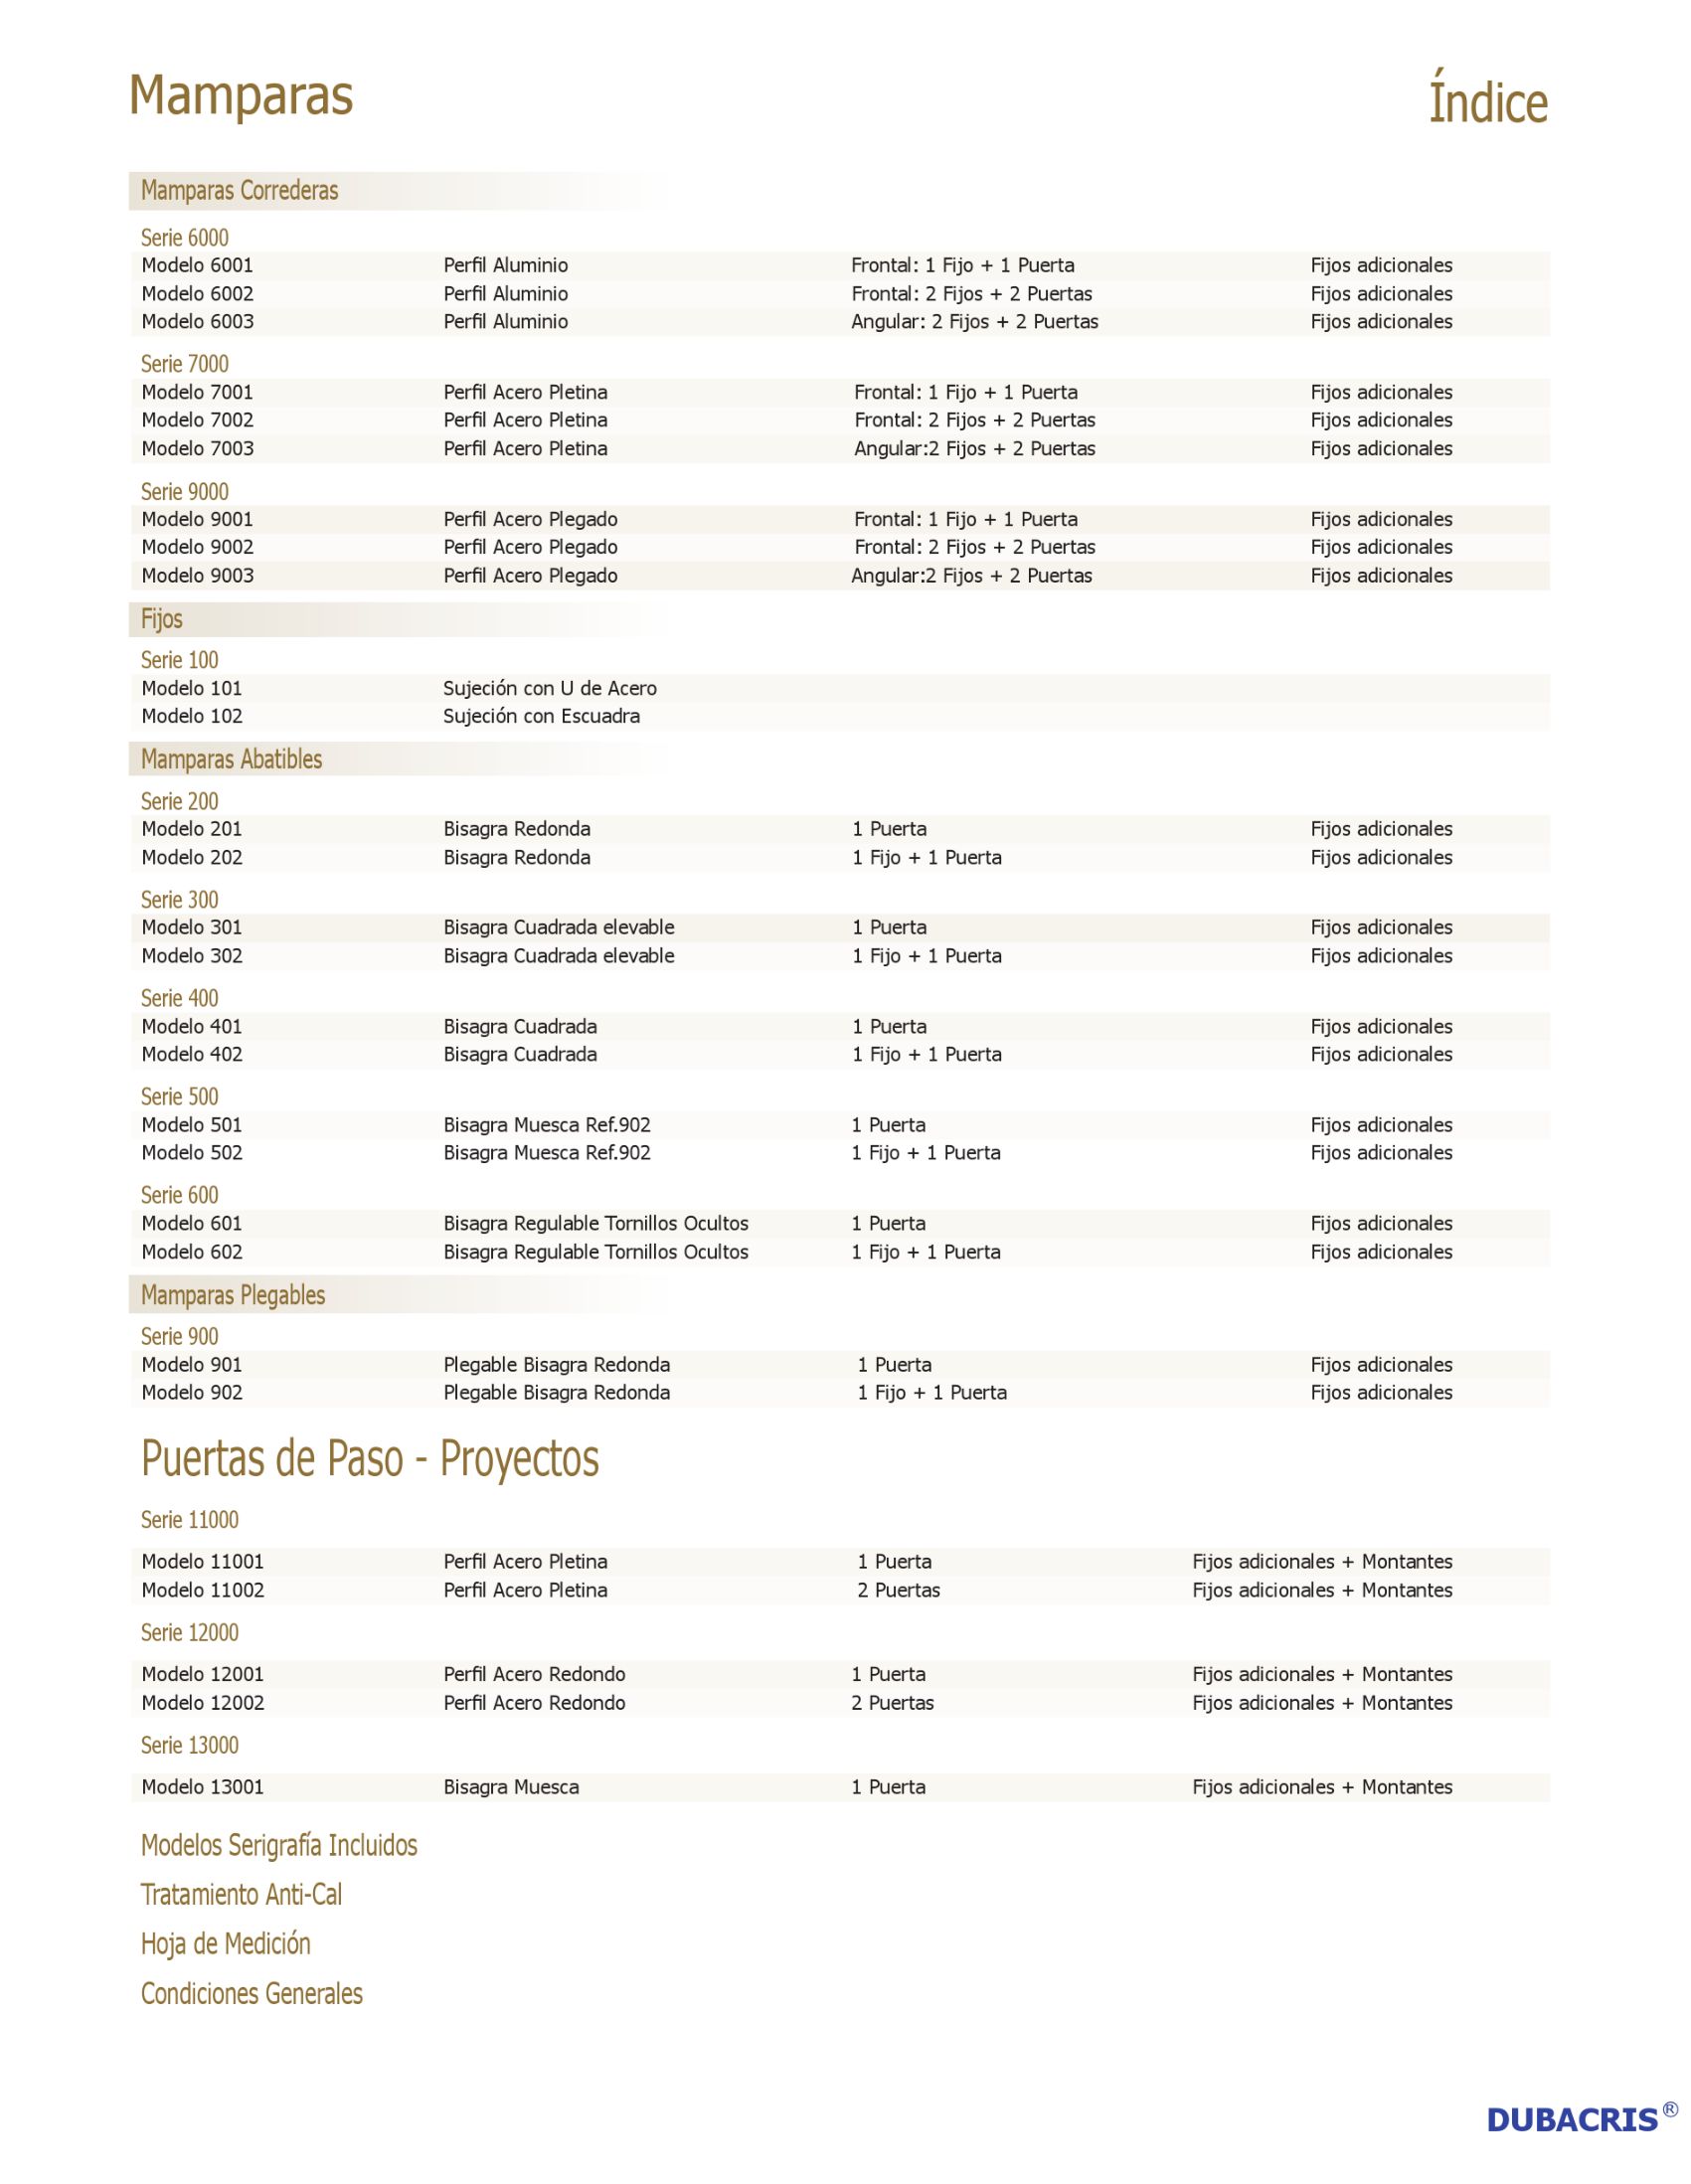 Mamparas Índice
Mamparas Correderas
Serie 6000
Modelo 6001 Perfil Aluminio Frontal: 1 Fijo + 1 Puerta Fijos adicionales
Modelo 6002 Perfil Aluminio Frontal: 2 Fijos + 2 Puertas Fijos adicionales
Modelo 6003 Perfil Aluminio Angular: 2 Fijos + 2 Puertas Fijos adicionales
Serie 7000
Modelo 7001 Perfil Acero Pletina Frontal: 1 Fijo + 1 Puerta Fijos adicionales
Modelo 7002 Perfil Acero Pletina Frontal: 2 Fijos + 2 Puertas Fijos adicionales
Modelo 7003 Perfil Acero Pletina Angular:2 Fijos + 2 Puertas Fijos adicionales
Serie 9000
Modelo 9001 Perfil Acero Plegado Frontal: 1 Fijo + 1 Puerta Fijos adicionales
Modelo 9002 Perfil Acero Plegado Frontal: 2 Fijos + 2 Puertas Fijos adicionales
Modelo 9003 Perfil Acero Plegado Angular:2 Fijos + 2 Puertas Fijos adicionales
Fijos
Serie 100
Modelo 101 Sujeción con U de Acero
Modelo 102 Sujeción con Escuadra
Mamparas Abatibles
Serie 200
Modelo 201 Bisagra Redonda 1 Puerta Fijos adicionales
Modelo 202 Bisagra Redonda 1 Fijo + 1 Puerta Fijos adicionales
Serie 300
Modelo 301 Bisagra Cuadrada elevable 1 Puerta Fijos adicionales
Modelo 302 Bisagra Cuadrada elevable 1 Fijo + 1 Puerta Fijos adicionales
Serie 400
Modelo 401 Bisagra Cuadrada 1 Puerta Fijos adicionales
Modelo 402 Bisagra Cuadrada 1 Fijo + 1 Puerta Fijos adicionales
Serie 500
Modelo 501 Bisagra Muesca Ref.902 1 Puerta Fijos adicionales
Modelo 502 Bisagra Muesca Ref.902 1 Fijo + 1 Puerta Fijos adicionales
Serie 600
Modelo 601 Bisagra Regulable Tornillos Ocultos 1 Puerta Fijos adicionales
Modelo 602 Bisagra Regulable Tornillos Ocultos 1 Fijo + 1 Puerta Fijos adicionales
Mamparas Plegables
Serie 900
Modelo 901 Plegable Bisagra Redonda 1 Puerta Fijos adicionales
Modelo 902 Plegable Bisagra Redonda 1 Fijo + 1 Puerta Fijos adicionales
Puertas de Paso - Proyectos
Serie 11000
Modelo 11001 Perfil Acero Pletina 1 Puerta Fijos adicionales + Montantes
Modelo 11002 Perfil Acero Pletina 2 Puertas Fijos adicionales + Montantes
Serie 12000
Modelo 12001 Perfil Acero Redondo 1 Puerta Fijos adicionales + Montantes
Modelo 12002 Perfil Acero Redondo 2 Puertas Fijos adicionales + Montantes
Serie 13000
Modelo 13001 Bisagra Muesca 1 Puerta Fijos adicionales + Montantes
Modelos Serigrafía Incluidos
Tratamiento Anti-Cal
Hoja de Medición
Condiciones Generales
DUBACRIS®